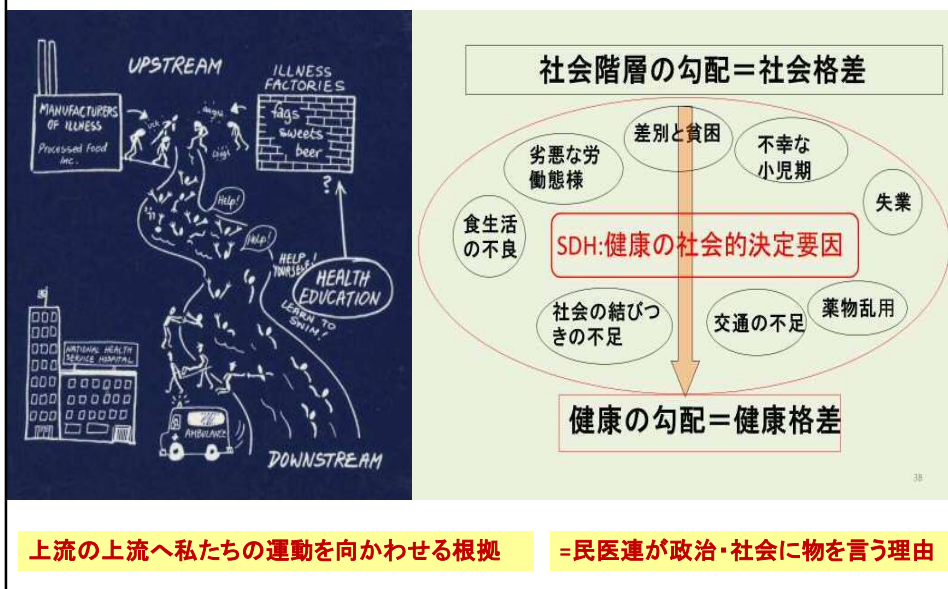 UPSTREAM
ILLNESS
FACTORIES
MANUFACTURERS
OF ILLNESS
Processed Food
Inc.
fags
sweets
beer
?
Help!
Help!
HELP
YOURSELF!
HEALTH
EDUCATION
LEARN TO
SWIM!
NATIONAL HEALTH
SERVICE HOSPITAL
AMBULANCE
DOWNSTREAM
社会階層の勾配=社会格差
差別と貧困
不幸な
小児期
劣悪な労
働態様
失業
食生活
の不良
SDH:健康の社会的決定要因
社会の結びつ
きの不足
交通の不足
薬物乱用
健康の勾配=健康格差
38
上流の上流へ私たちの運動を向かわせる根拠
=民医連が政治・社会に物を言う理由